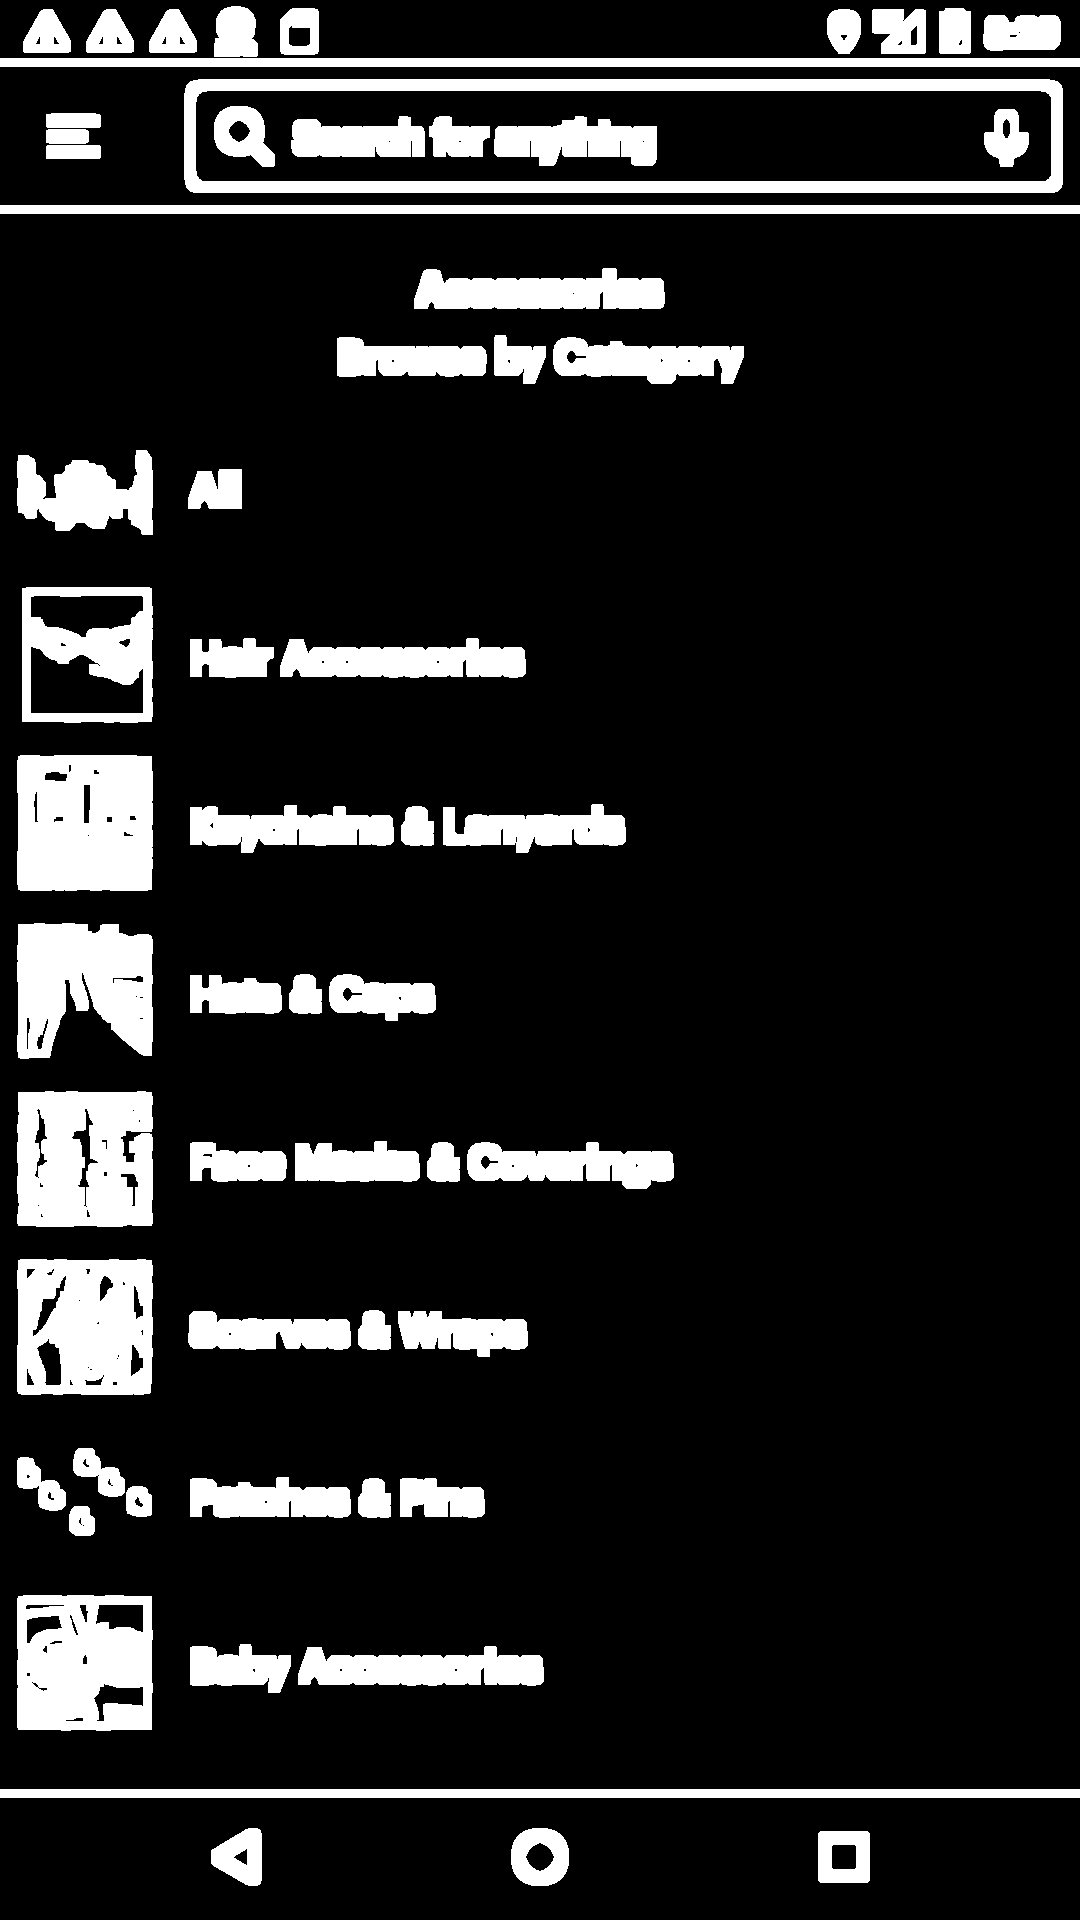 Search for anything
Accessories
Browse by Category
All
Hair Accessories
Keychains & Lanyards
Hats & Caps
Face Masks & Coverings
Scarves & Wraps
Patches & Pins
Baby Accessories